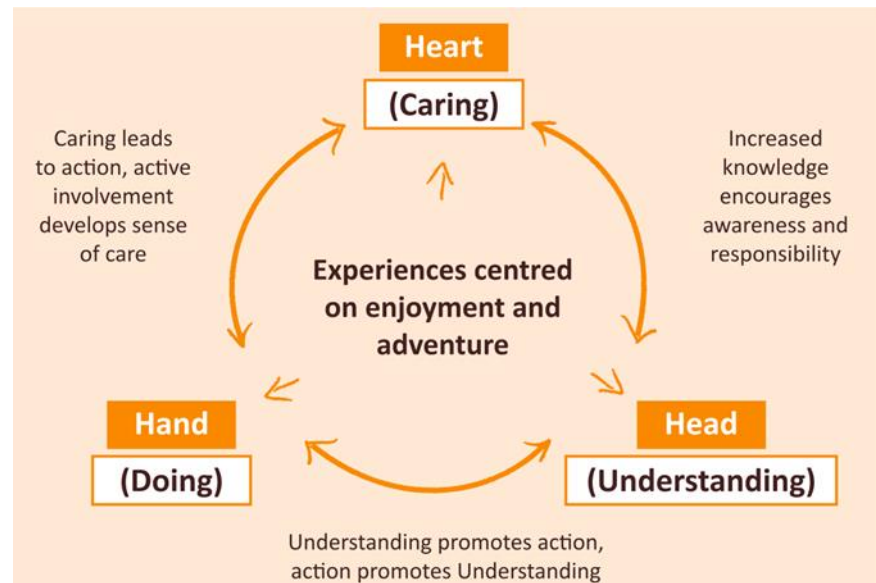 Heart
(Caring)
Caring leads
to action, active
involvement
develops sense
of care
Increased
knowledge
encourages
awareness and
responsibility
Experiences centred
on enjoyment and
adventure
Hand
(Doing)
Head
(Understanding)
Understanding promotes action,
action promotes Understanding